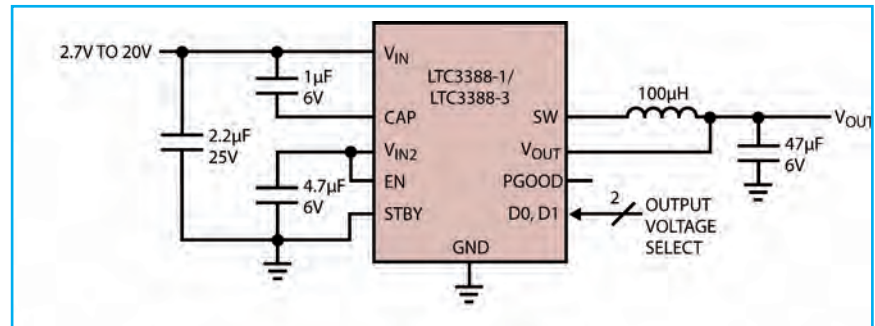 2.7V TO 20V
1µF
6V
2.2µF
25V
4.7µF
6V
VIN
CAP
VIN2
EN
STBY
LTC3388-1/
LTC3388-3
GND
SW
VOUT
PGOOD
D0, D1
100µH
VOUT
47µF
6V
2
OUTPUT
VOLTAGE
SELECT